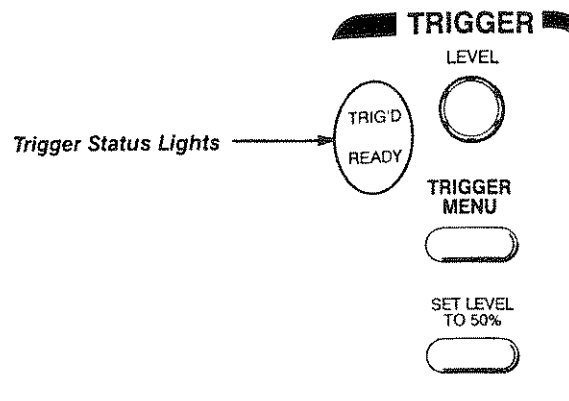 TRIGGER
LEVEL
TRIG'D
READY
Trigger Status Lights
TRIGGER
MENU
SET LEVEL
TO 50%